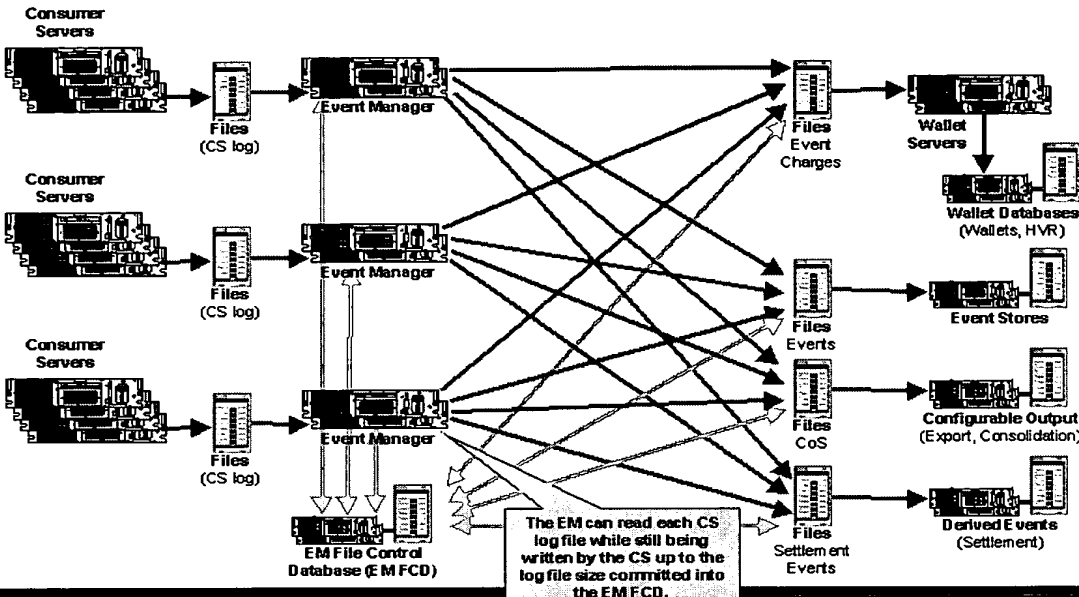 Consumer
Servers
Files
(CS log)
Event Manager
Files
Event
Charges
Wallet
Servers
Wallet Databases
(Wallets, HVR)
Consumer
Servers
Files
(CS log)
Event Manager
Files
Events
Event Stores
Consumer
Servers
Files
(CS log)
Event Manager
Files
CoS
Configurable Output
(Export, Consolidation)
EM File Control
Database (EM FCD)
The EM can read each CS
log file while still being
written by the CS up to the
log file size committed into
the EM FCD.
Files
Settlement
Events
Derived Events
(Settlement)